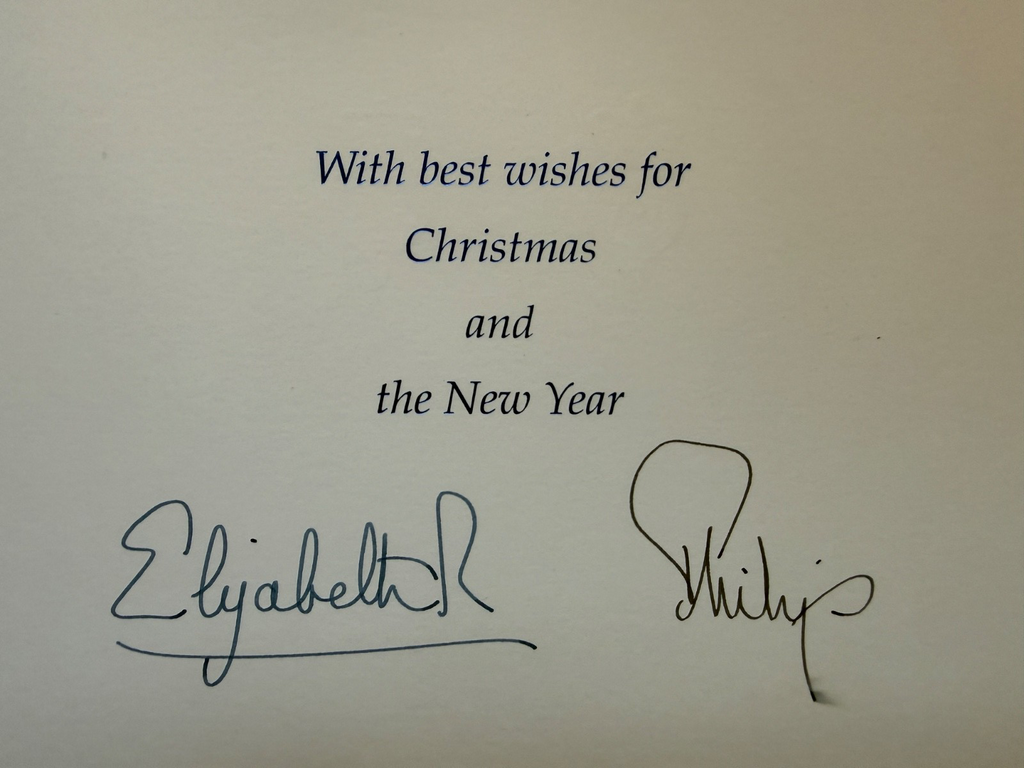 With best wishes for
Christmas
and
the New Year
Elizabeth R Philip